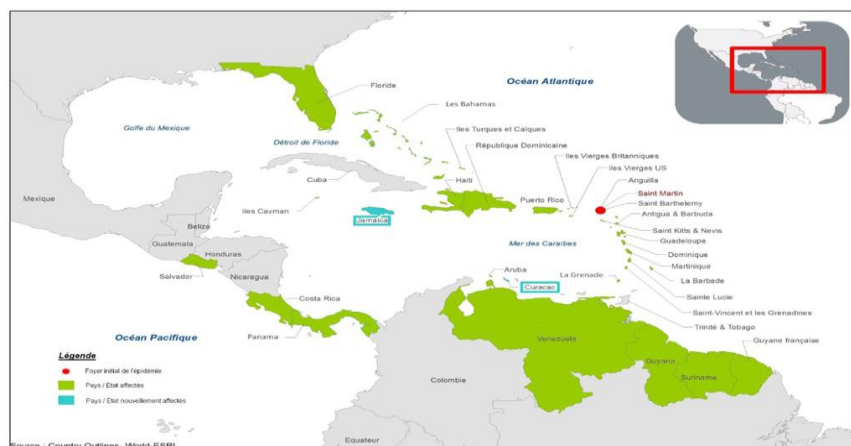 Océan Atlantique
Floride
Les Bahamas
Golfe du Mexique
Détroit de Floride
Iles Turques et Caïques
République Dominicaine
Iles Vierges Britanniques
Iles Vierges US
Cuba
Haïti
Puerto Rico
Anguilla
Saint Martin
Saint Barthelemy
Mexique
Iles Cayman
Jamaica
Antigua & Barbuda
Belize
Saint Kitts & Nevis
Guadeloupe
Guatemala
Honduras
Mer des Caraïbes
Dominique
Martinique
Salvador
Nicaragua
Aruba
La Grenade
La Barbade
Curacao
Sainte Lucie
Costa Rica
Saint-Vincent et les Grenadines
Trinité & Tobago
Océan Pacifique
Panama
Venezuela
Guyane française
Guyana
Suriname
Colombie
Equateur
Légende
Foyer initial de l'épidémie
Pays / Etat affectés
Pays / Etat nouvellement affectés
Source : Country Outlines- World-ESRI